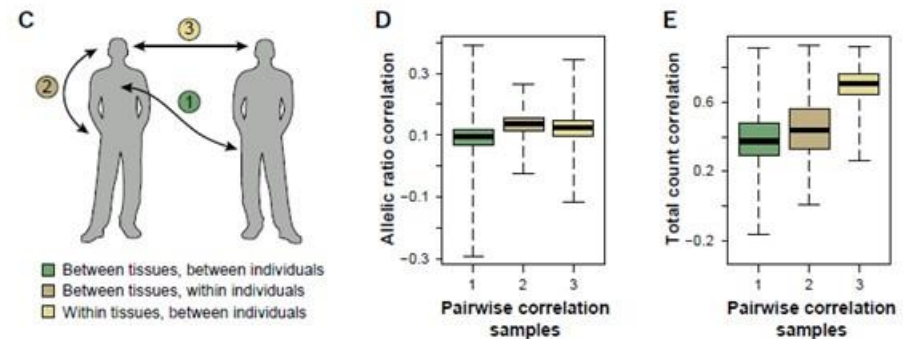 C
3
2
1
Between tissues, between individuals
Between tissues, within individuals
Within tissues, between individuals
D
Allelic ratio correlation
0.3
0.1
−0.1
−0.3
1 2 3
Pairwise correlation
samples
E
Total count correlation
0.6
0.2
−0.2
1 2 3
Pairwise correlation
samples